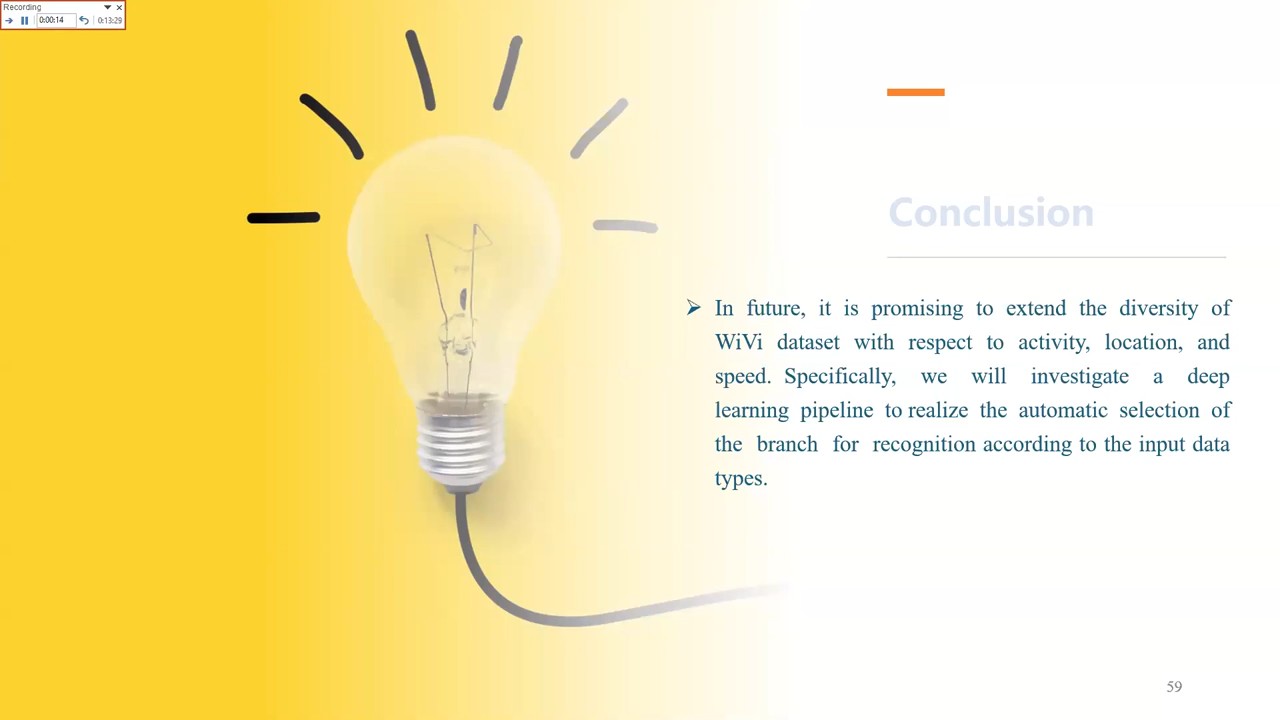 Recording
0:00:14
0:13:29
Conclusion
➢ In future, it is promising to extend the diversity of
WiVi dataset with respect to activity, location, and
speed. Specifically, we will investigate a deep
learning pipeline to realize the automatic selection of
the branch for recognition according to the input data
types.
59